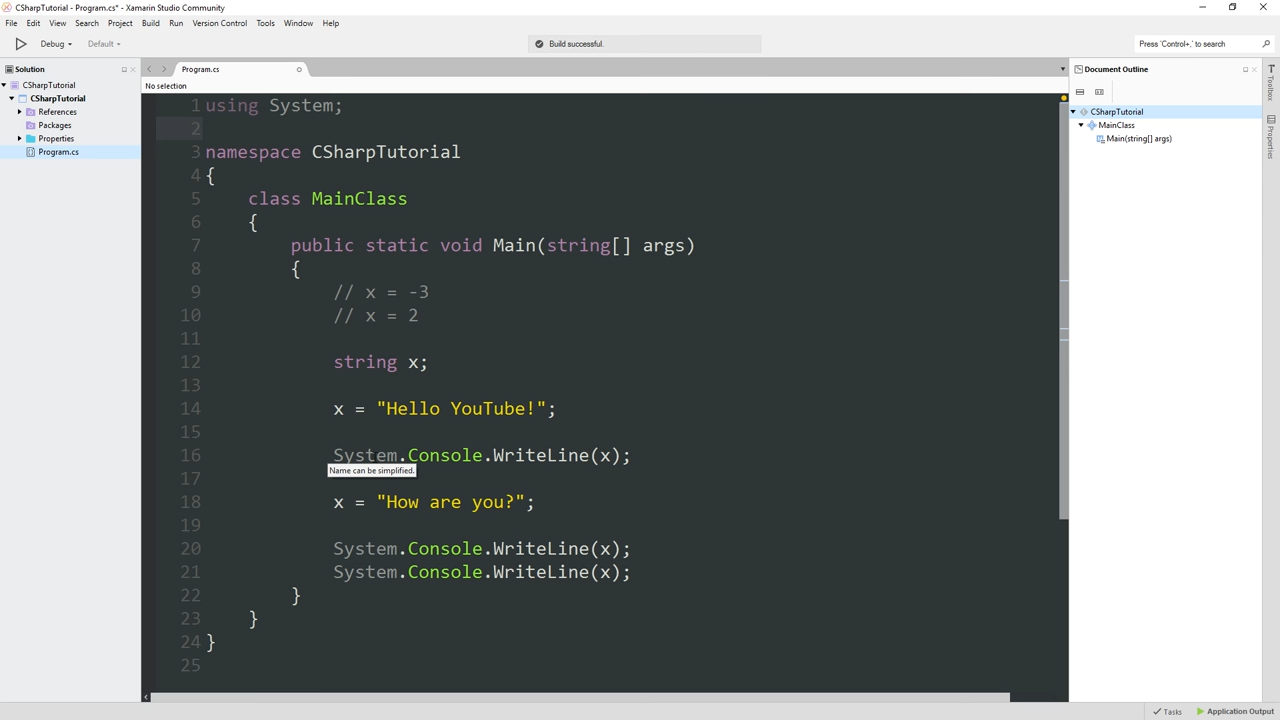 CSharpTutorial - Program.cs* - Xamarin Studio Community
File Edit View Search Project Build Run Version Control Tools Window Help
Debug Default Build successful. Press 'Control+,' to search
Solution
CSharpTutorial
CSharpTutorial
References
Packages
Properties
Program.cs
Program.cs
No selection
1 using System;
2
3 namespace CSharpTutorial
4 {
5 class MainClass
6 {
7 public static void Main(string[] args)
8 {
9 // x = -3
10 // x = 2
11
12 string x;
13
14 x = "Hello YouTube!";
15
16 System.Console.WriteLine(x);
Name can be simplified.
17
18 x = "How are you?";
19
20 System.Console.WriteLine(x);
21 System.Console.WriteLine(x);
22 }
23 }
24 }
25
Document Outline
CSharpTutorial
MainClass
Main(string[] args)
Toolbox
Properties
Tasks Application Output